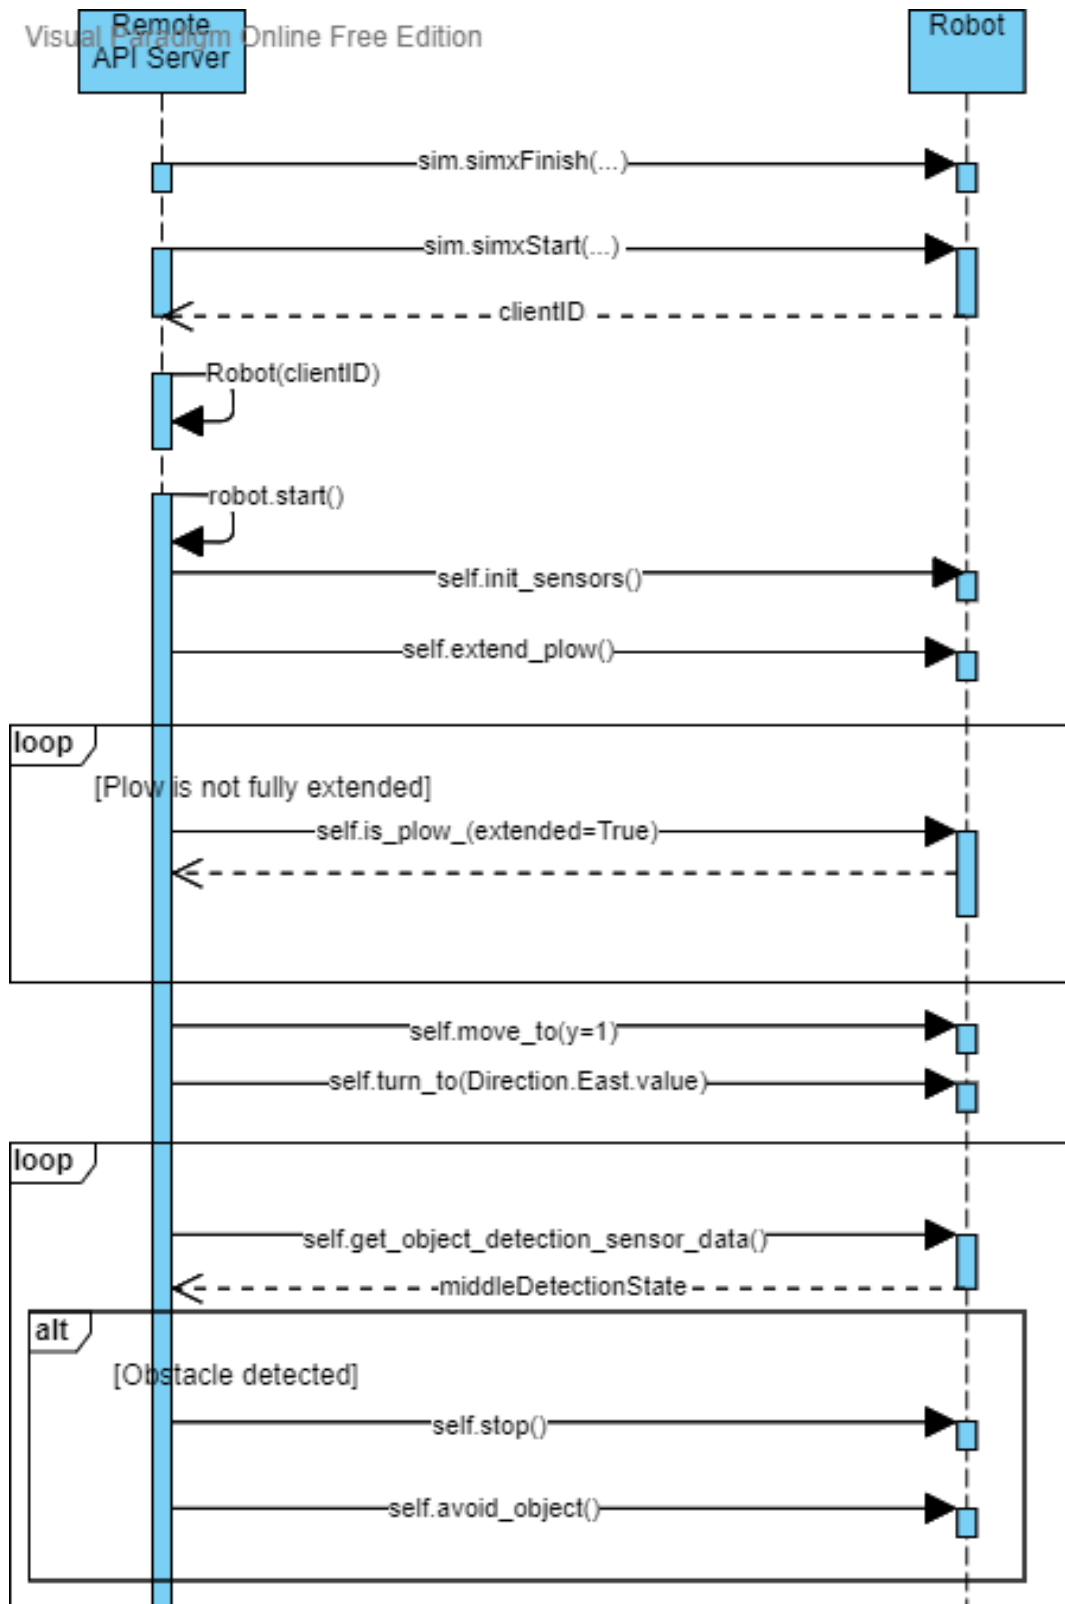 Visual Paradigm Online Free Edition
Remote
API Server
Robot
sim.simxFinish(...)
sim.simxStart(...)
clientID
Robot(clientID)
robot.start()
self.init_sensors()
self.extend_plow()
loop
[Plow is not fully extended]
self.is_plow_(extended=True)
self.move_to(y=1)
self.turn_to(Direction.East.value)
loop
self.get_object_detection_sensor_data()
middleDetectionState
alt
[Obstacle detected]
self.stop()
self.avoid_object()